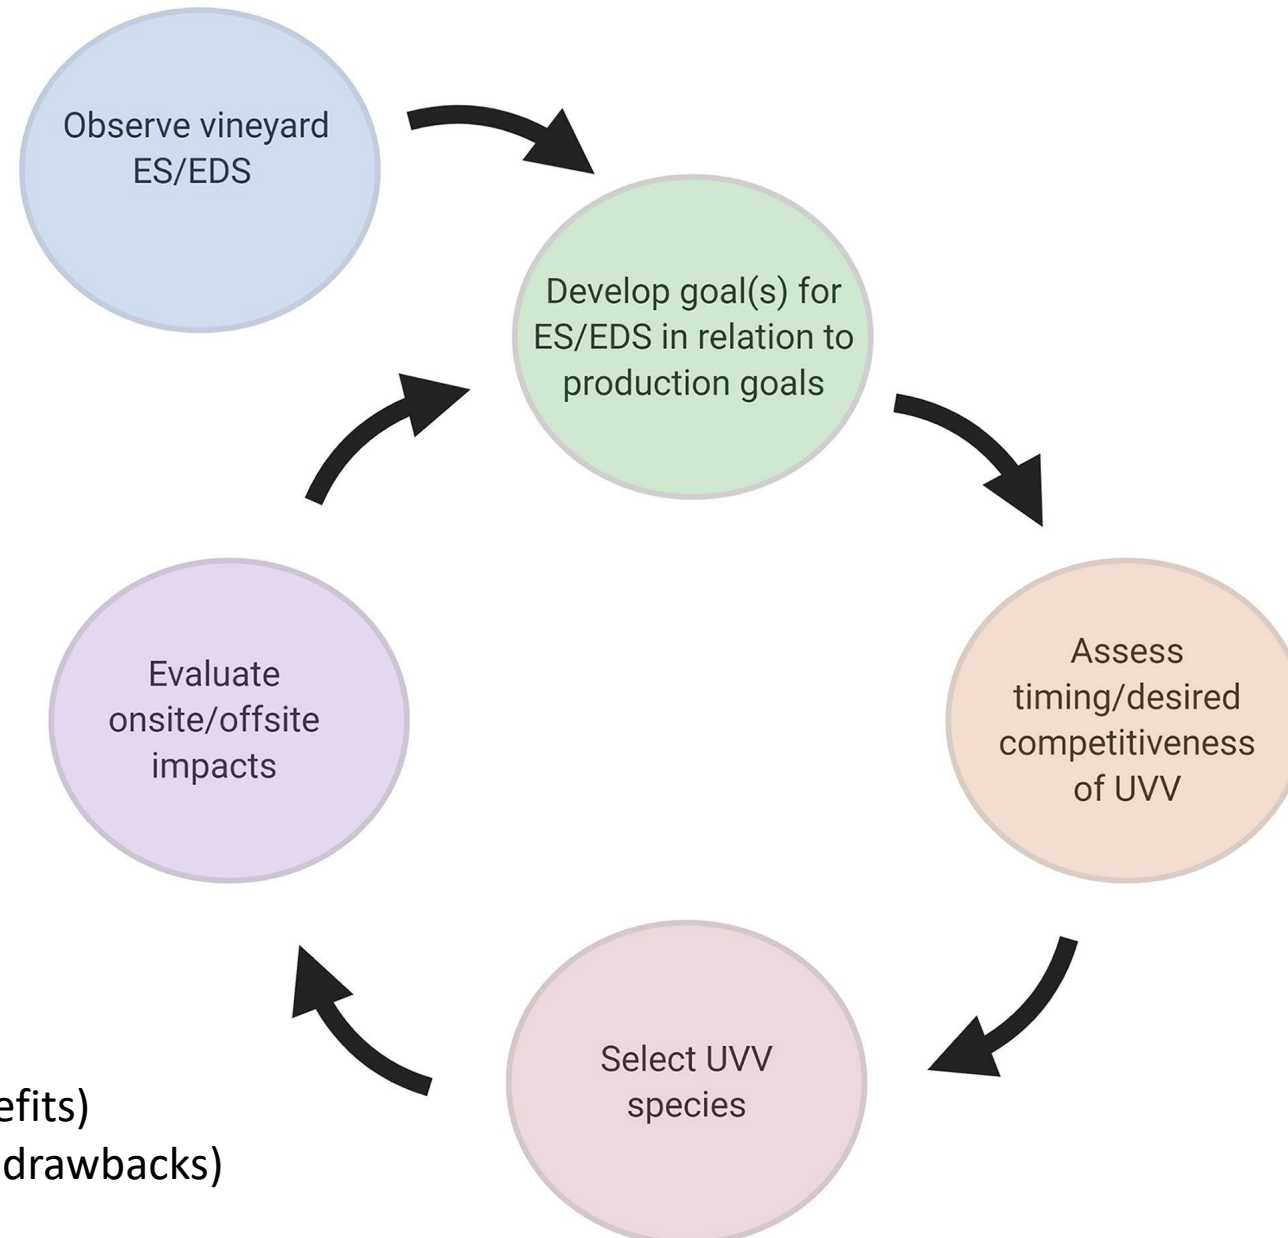 Observe vineyard
ES/EDS
Develop goal(s) for
ES/EDS in relation to
production goals
Assess
timing/desired
competitiveness
of UVV
Select UVV
species
Evaluate
onsite/offsite
impacts
drawbacks)